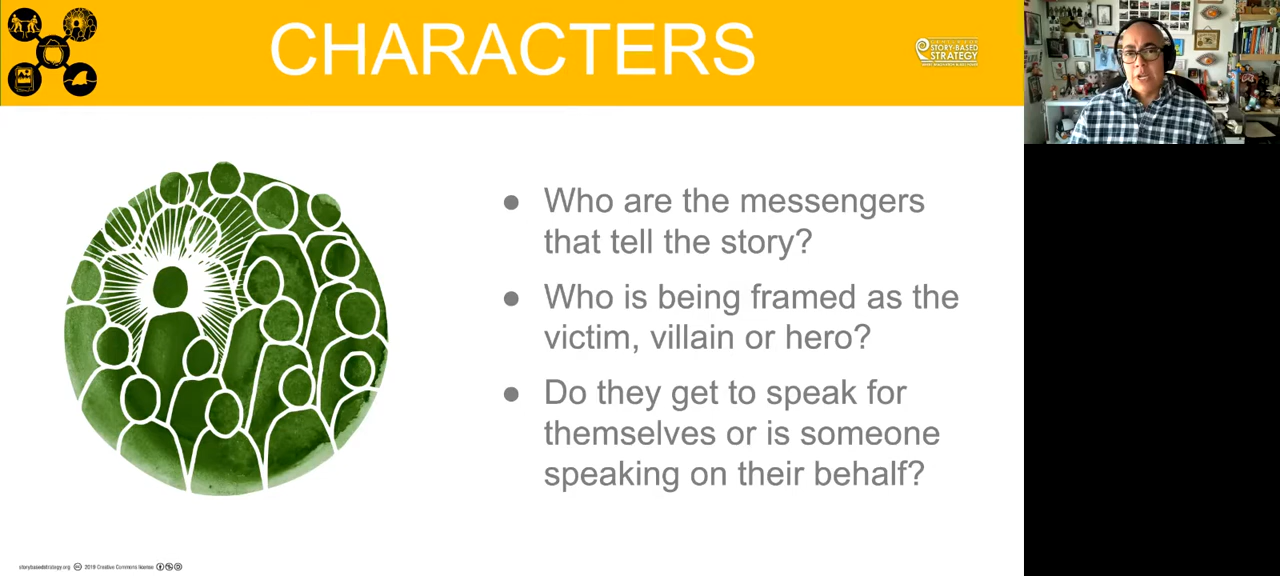 CHARACTERS
STORY-BASED
STRATEGY
● Who are the messengers
that tell the story?
● Who is being framed as the
victim, villain or hero?
● Do they get to speak for
themselves or is someone
speaking on their behalf?
storybasedstrategy.org 2019 Creative Commons license